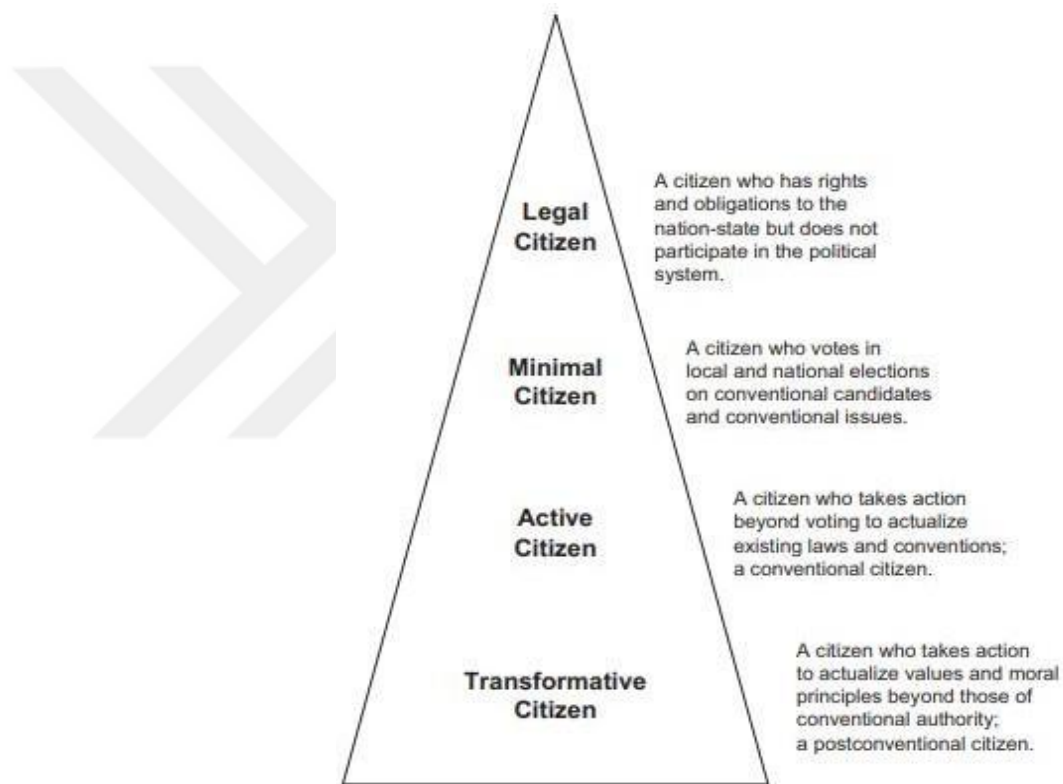 Legal
Citizen
A citizen who has rights
and obligations to the
nation-state but does not
participate in the political
system.
Minimal
Citizen
A citizen who votes in
local and national elections
on conventional candidates
and conventional issues.
Active
Citizen
A citizen who takes action
beyond voting to actualize
existing laws and conventions;
a conventional citizen.
Transformative
Citizen
A citizen who takes action
to actualize values and moral
principles beyond those of
conventional authority;
a postconventional citizen.